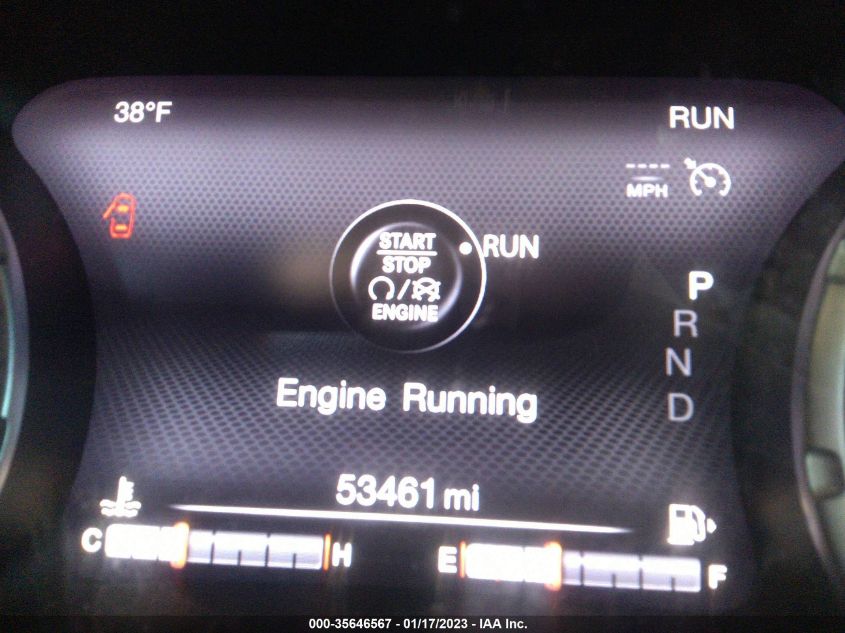 38°F
RUN
MPH
START
STOP
ENGINE
RUN
P
R
N
D
Engine Running
53461 mi
C H
E F
000-35646567 - 01/17/2023 - IAA Inc.